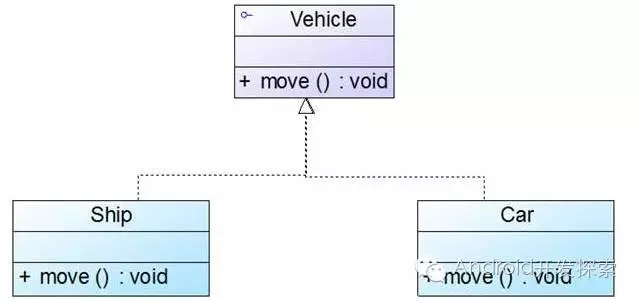 Vehicle
+ move () : void
Ship
Car
+ move () : void
+ move () : void
Android开发探索